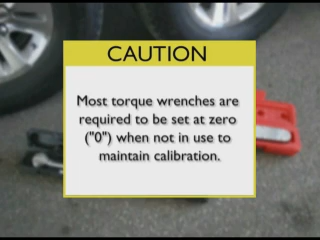 CAUTION
Most torque wrenches are
required to be set at zero
("0") when not in use to
maintain calibration.